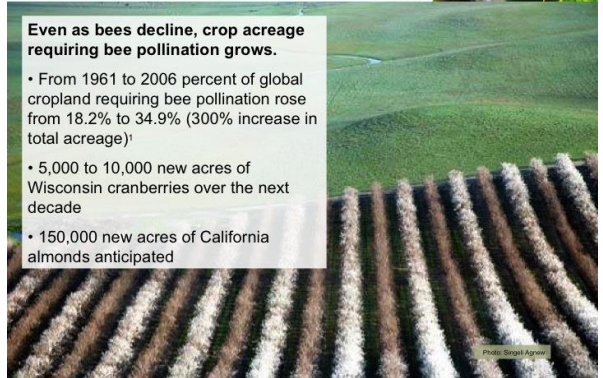 Even as bees decline, crop acreage
requiring bee pollination grows.
• From 1961 to 2006 percent of global
cropland requiring bee pollination rose
from 18.2% to 34.9% (300% increase in
total acreage)¹
• 5,000 to 10,000 new acres of
Wisconsin cranberries over the next
decade
• 150,000 new acres of California
almonds anticipated
Photo: Singeli Agnew